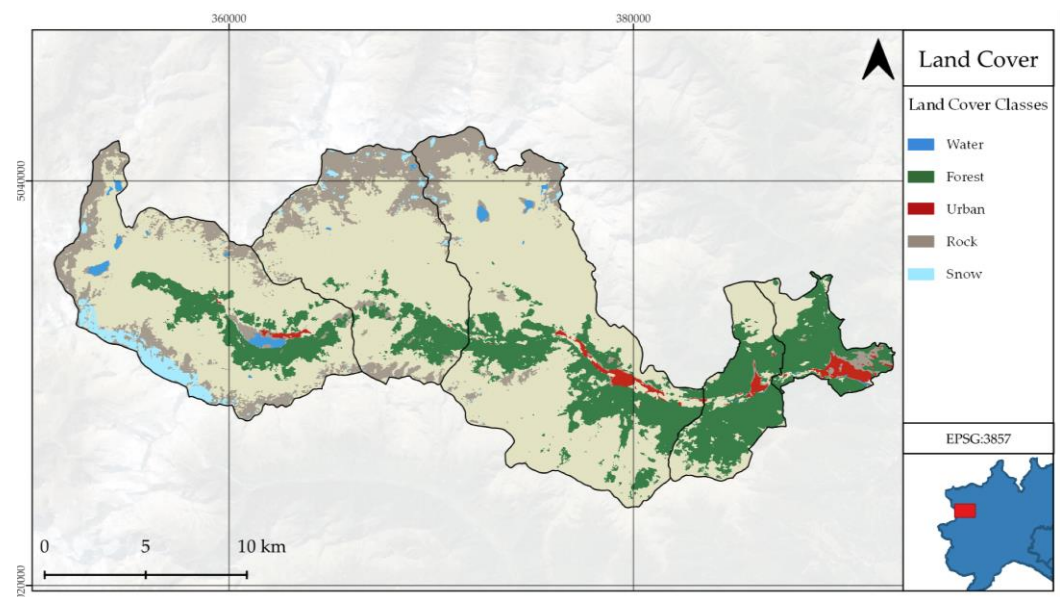 360000
380000
5040000
020000
Land Cover
Land Cover Classes
Water
Forest
Urban
Rock
Snow
EPSG:3857
0
5
10 km